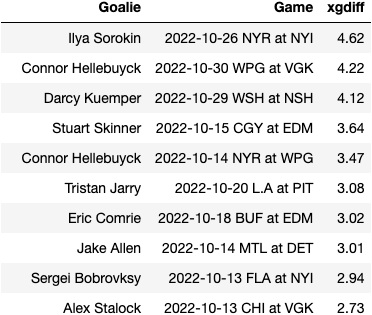 Goalie Game xgdiff
Ilya Sorokin 2022-10-26 NYR at NYI 4.62
Connor Hellebuyck 2022-10-30 WPG at VGK 4.22
Darcy Kuemper 2022-10-29 WSH at NSH 4.12
Stuart Skinner 2022-10-15 CGY at EDM 3.64
Connor Hellebuyck 2022-10-14 NYR at WPG 3.47
Tristan Jarry 2022-10-20 L.A at PIT 3.08
Eric Comrie 2022-10-18 BUF at EDM 3.02
Jake Allen 2022-10-14 MTL at DET 3.01
Sergei Bobrovksy 2022-10-13 FLA at NYI 2.94
Alex Stalock 2022-10-13 CHI at VGK 2.73